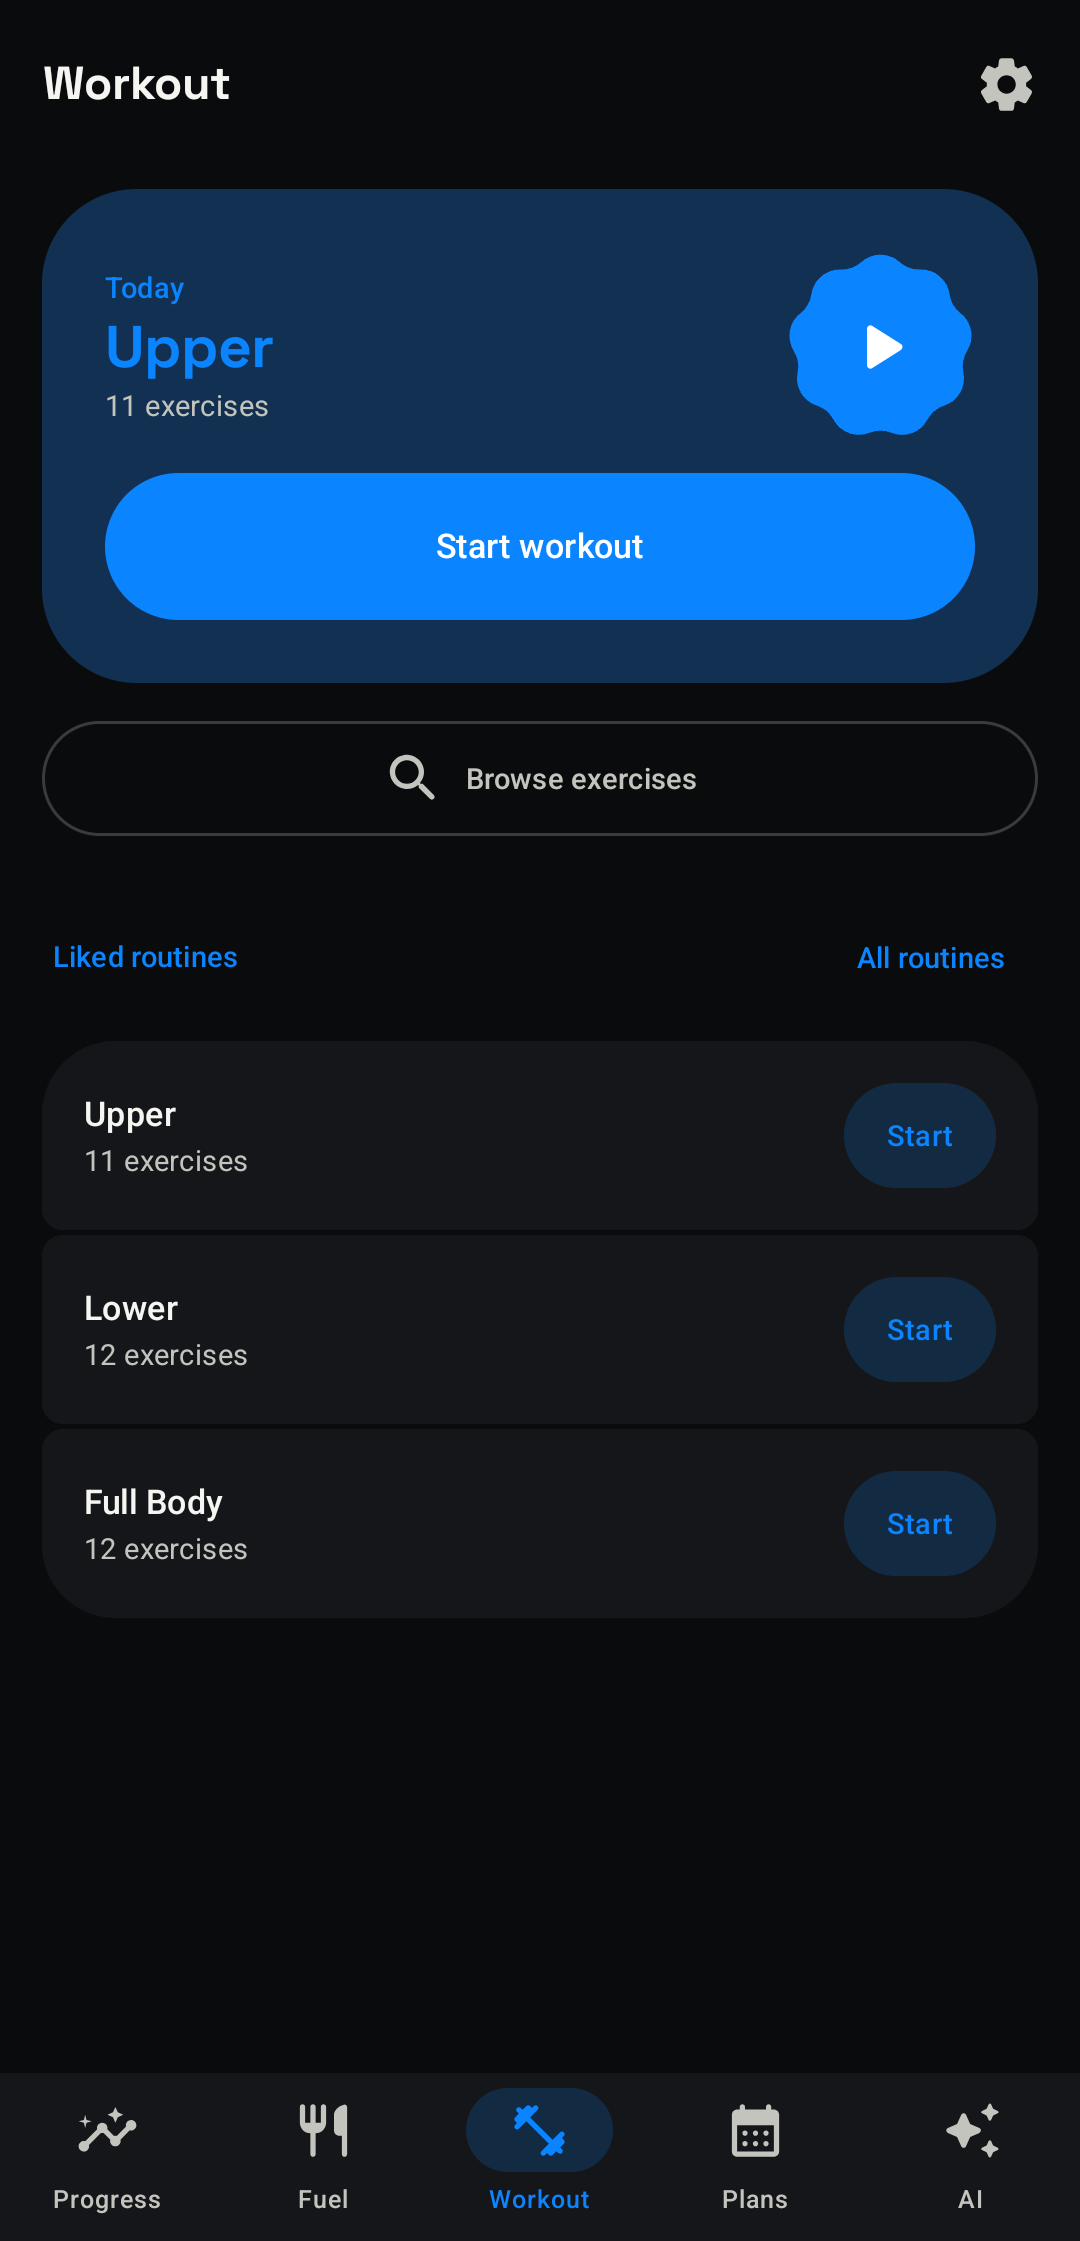 Workout
Today
Upper
11 exercises
Start workout
Browse exercises
Liked routines
All routines
Upper
11 exercises
Start
Lower
12 exercises
Start
Full Body
12 exercises
Start
Progress
Fuel
Workout
Plans
AI